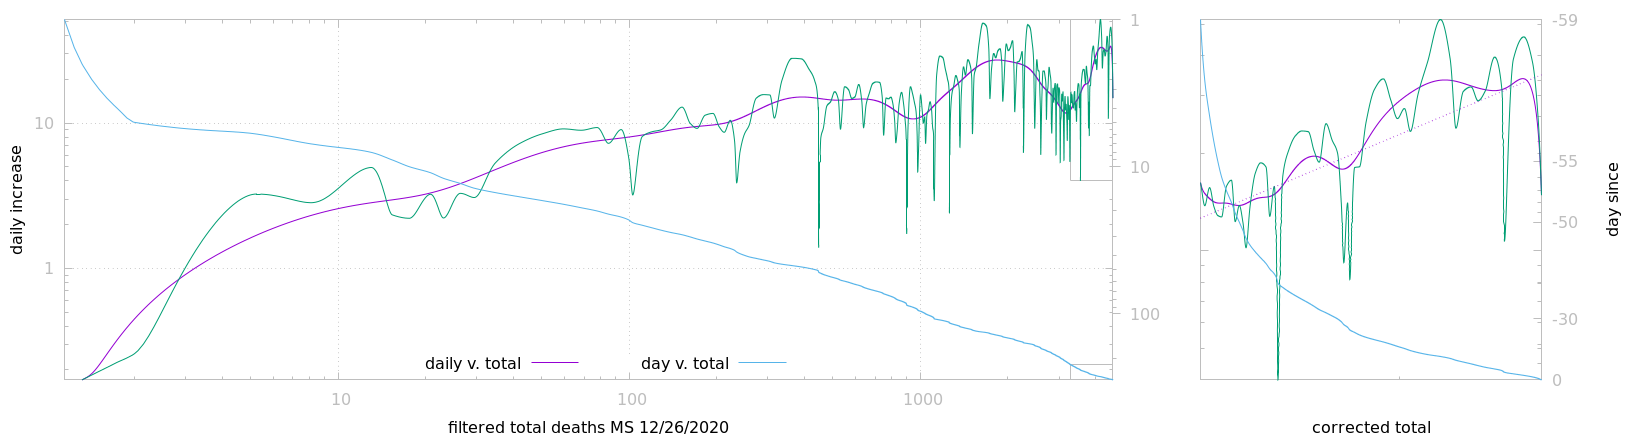 daily increase
10
1
daily v. total
day v. total
10
100
1000
filtered total deaths MS 12/26/2020
1
10
100
-59
-55
-50
-30
0
day since
corrected total